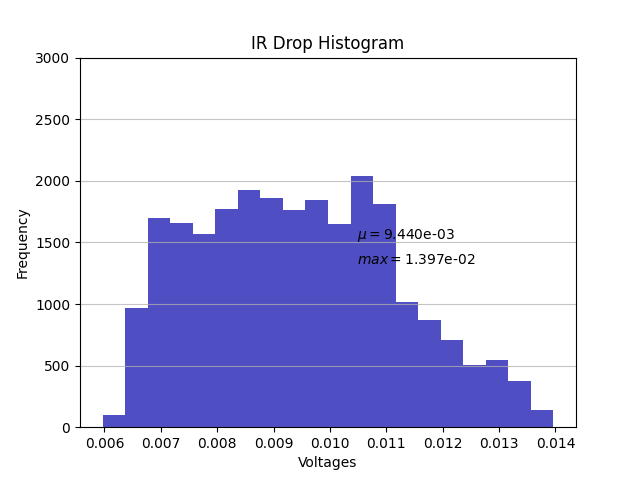 IR Drop Histogram
3000
2500
2000
1500
1000
500
0
Frequency
μ = 9.440e-03
max = 1.397e-02
0.006 0.007 0.008 0.009 0.010 0.011 0.012 0.013 0.014
Voltages